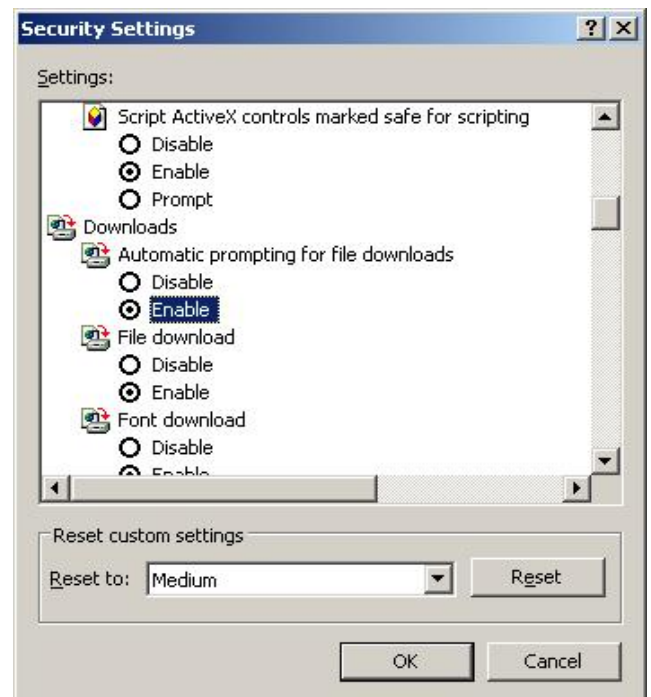 Security Settings
Settings:
Script ActiveX controls marked safe for scripting
Disable
Enable
Prompt
Downloads
Automatic prompting for file downloads
Disable
Enable
File download
Disable
Enable
Font download
Disable
Enable
Reset custom settings
Reset to: Medium Reset
OK Cancel